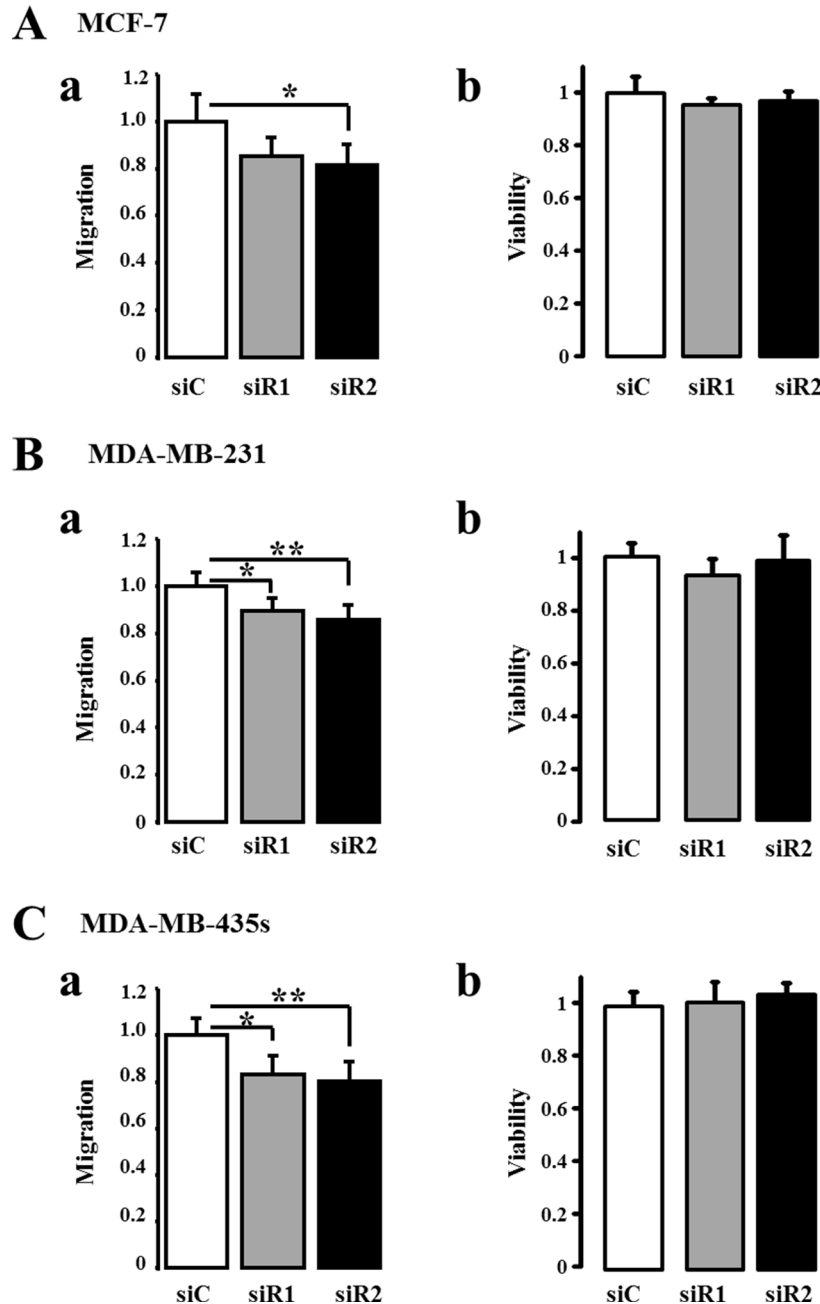 A MCF-7
a
1.2
1.0
0.8
0.6
0.4
0.2
0
Migration
*
siC siR1 siR2
b
1
0.8
0.6
0.4
0.2
0
Viability
siC siR1 siR2
B MDA-MB-231
a
1.2
1.0
0.8
0.6
0.4
0.2
0
Migration
**
*
siC siR1 siR2
b
1
0.8
0.6
0.4
0.2
0
Viability
siC siR1 siR2
C MDA-MB-435s
a
1.2
1.0
0.8
0.6
0.4
0.2
0
Migration
**
*
siC siR1 siR2
b
1
0.8
0.6
0.4
0.2
0
Viability
siC siR1 siR2